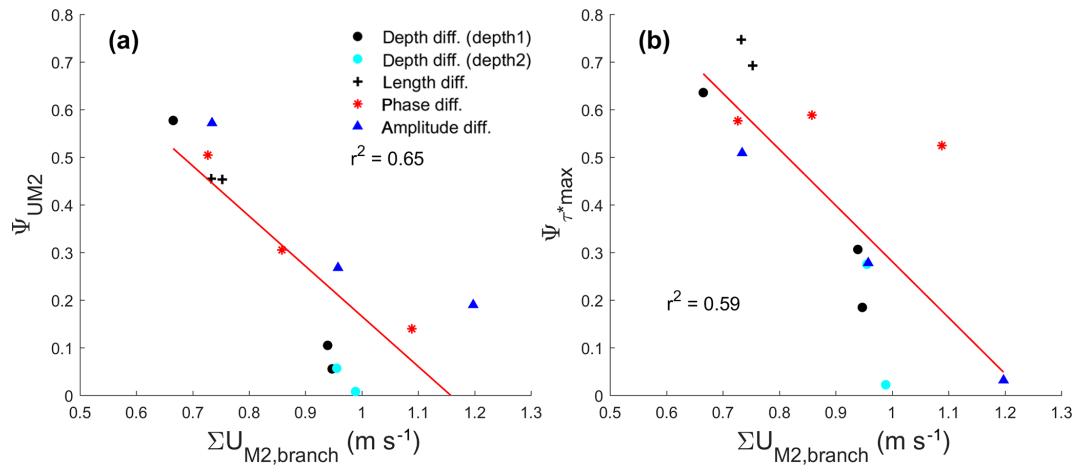 (a)
Depth diff. (depth1)
Depth diff. (depth2)
Length diff.
Phase diff.
Amplitude diff.
r² = 0.65
0.8
0.7
0.6
0.5
0.4
0.3
0.2
0.1
0
0.5 0.6 0.7 0.8 0.9 1 1.1 1.2 1.3
Ψ_UM2
ΣU_M2,branch (m s⁻¹)
(b)
r² = 0.59
0.8
0.7
0.6
0.5
0.4
0.3
0.2
0.1
0
0.5 0.6 0.7 0.8 0.9 1 1.1 1.2 1.3
Ψ_τ*max
ΣU_M2,branch (m s⁻¹)